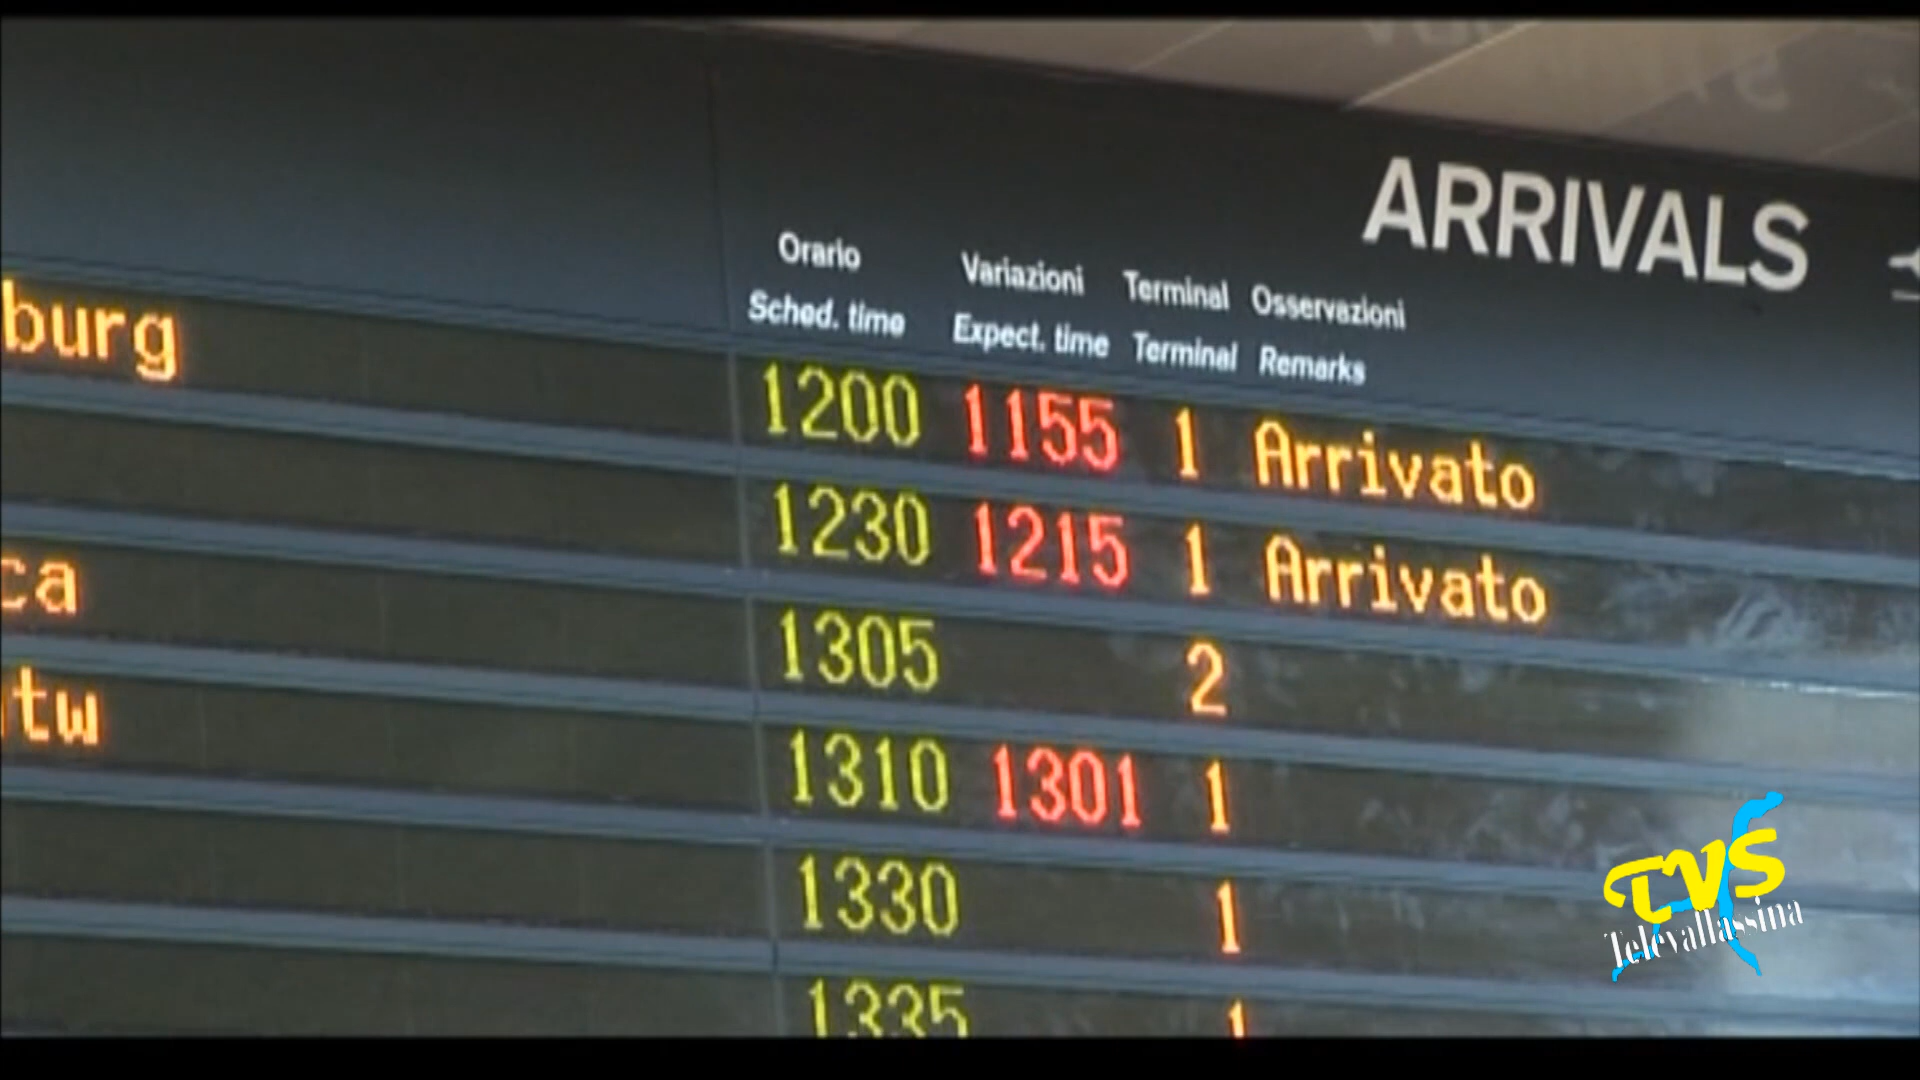 ARRIVALS
Orario Variazioni Terminal Osservazioni
Sched. time Expect. time Terminal Remarks
burg 1200 1155 1 Arrivato
1230 1215 1 Arrivato
ca 1305 2
tw 1310 1301 1
1330 1
1335 1
TVS
Televallassina